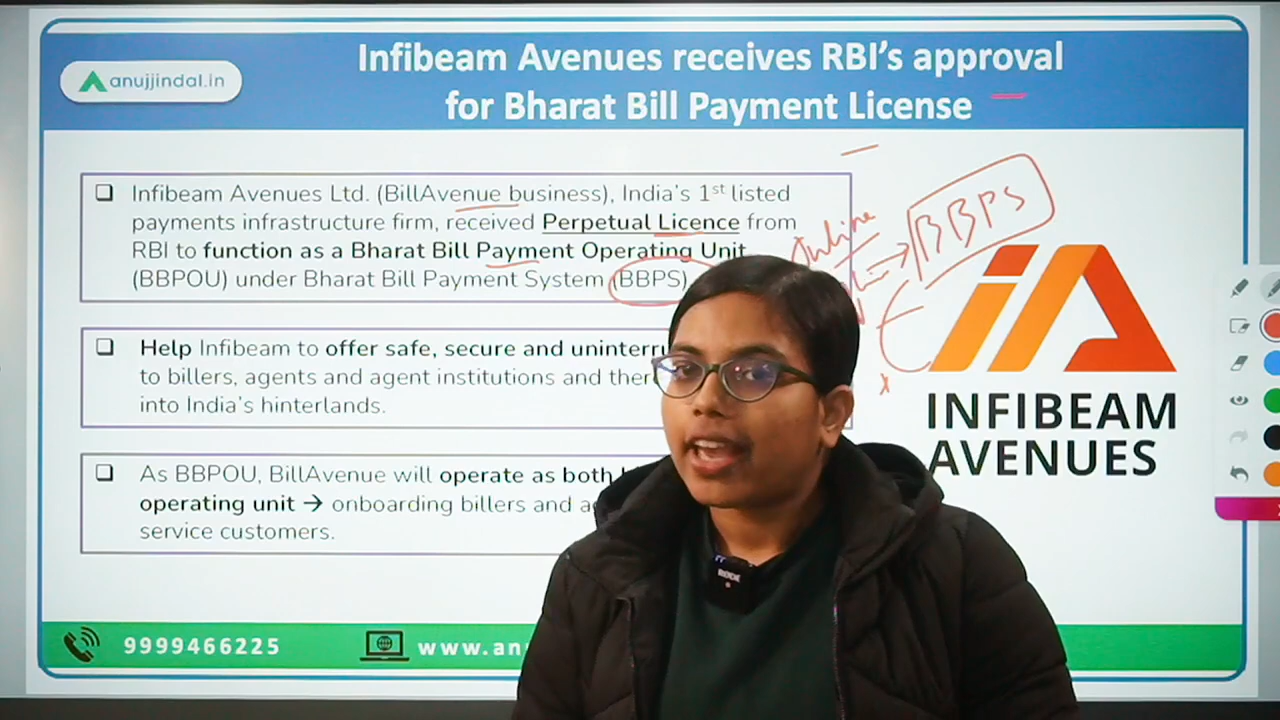 Infibeam Avenues receives RBI's approval
for Bharat Bill Payment License
anujjindal.in
❑ Infibeam Avenues Ltd. (BillAvenue business), India's 1st listed
payments infrastructure firm, received Perpetual Licence from
RBI to function as a Bharat Bill Payment Operating Unit
(BBPOU) under Bharat Bill Payment System (BBPS)
Online
BBPS
❑ Help Infibeam to offer safe, secure and
to billers, agents and agent institutions and
into India's hinterlands.
❑ As BBPOU, BillAvenue will operate as both
operating unit → onboarding billers and
service customers.
INFIBEAM
AVENUES
9999466225
www.